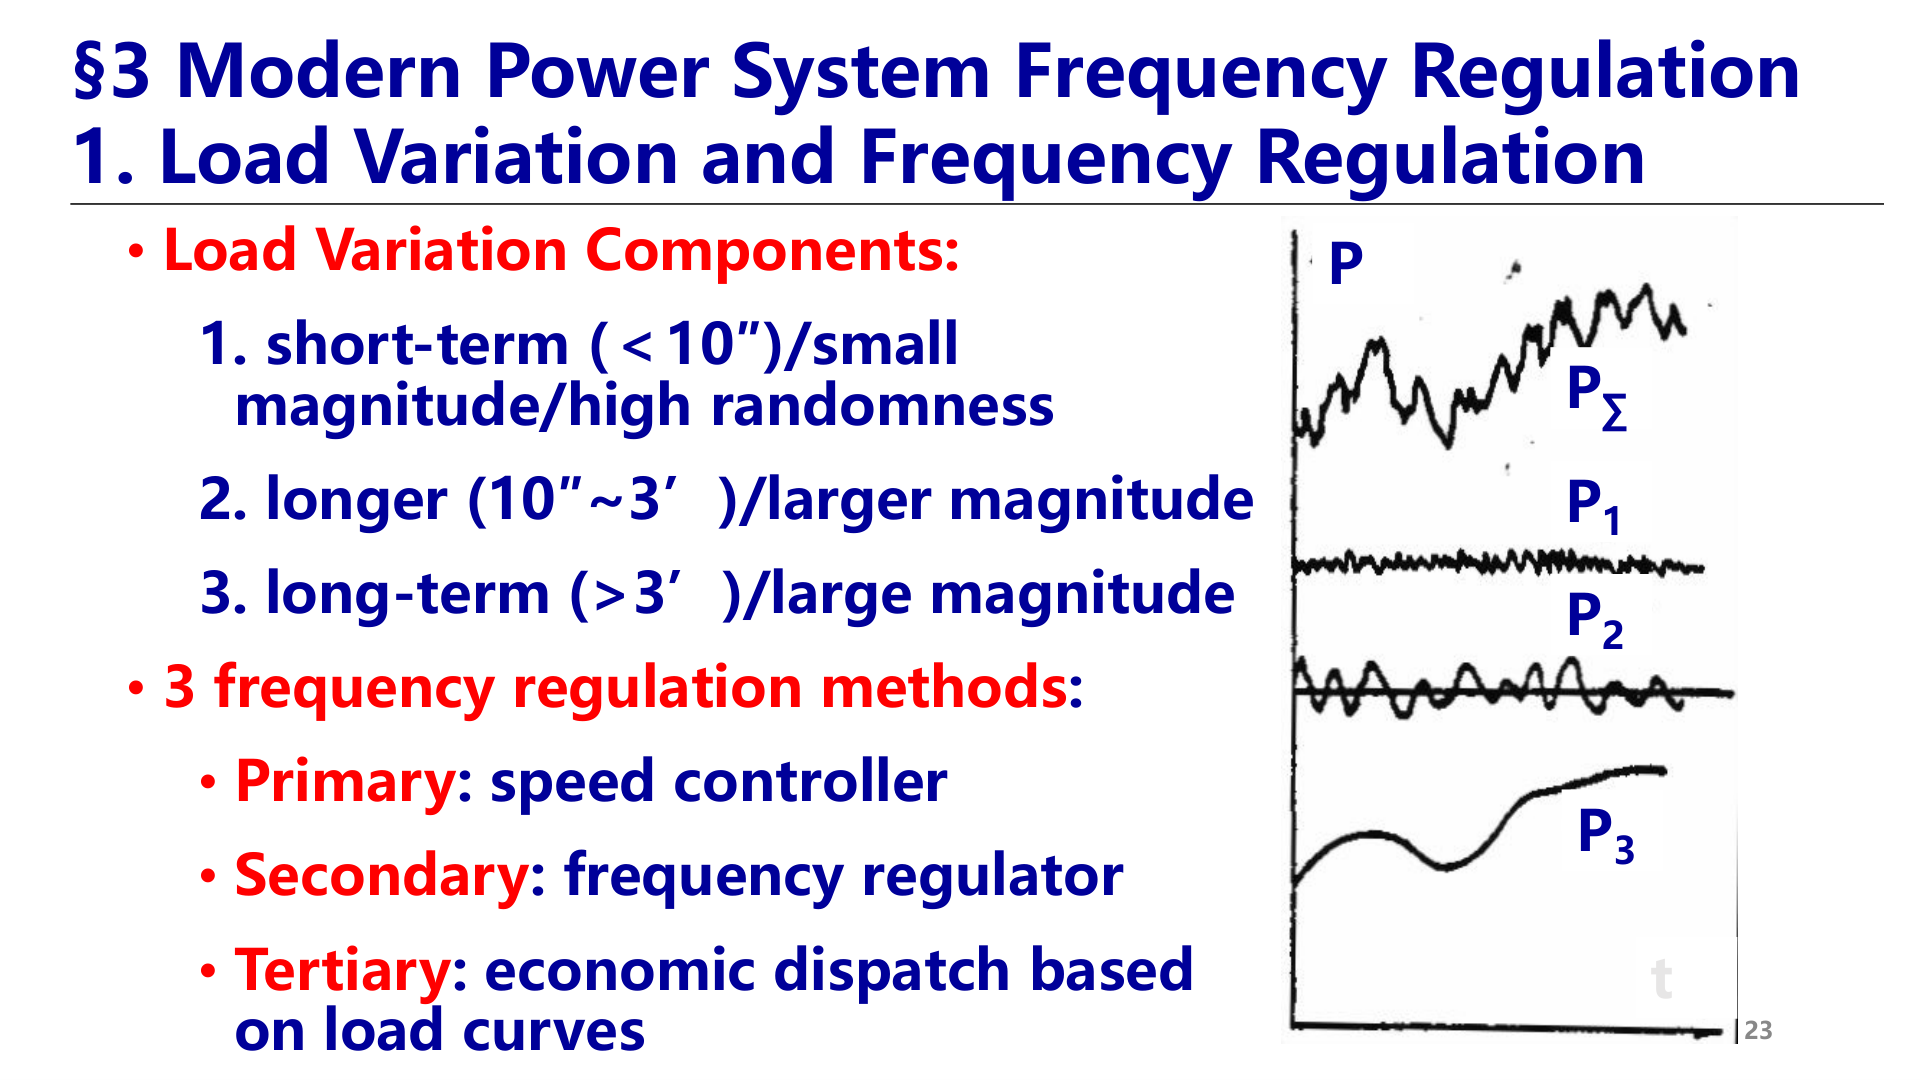 §3 Modern Power System Frequency Regulation
1. Load Variation and Frequency Regulation
• Load Variation Components:
1. short-term (<10″)/small
magnitude/high randomness
2. longer (10″~3′ )/larger magnitude
3. long-term (>3′ )/large magnitude
• 3 frequency regulation methods:
• Primary: speed controller
• Secondary: frequency regulator
• Tertiary: economic dispatch based
on load curves
P
P∑
P1
P2
P3
t
23